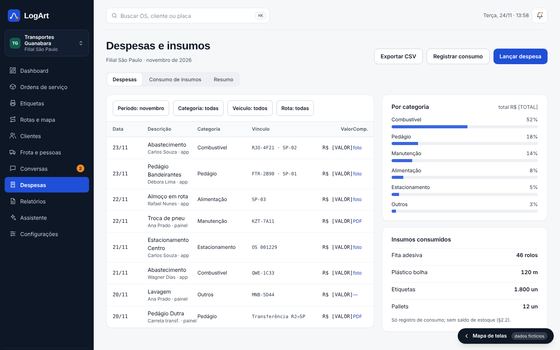 LogArt
TG
Transportes
Guanabara
Filial São Paulo
Dashboard
Ordens de serviço
Etiquetas
Rotas e mapa
Clientes
Frota e pessoas
Conversas 2
Despesas
Relatórios
Assistente
Configurações
Buscar OS, cliente ou placa
⌘K
Terça, 24/11 · 13:58
Despesas e insumos
Filial São Paulo · novembro de 2026
Exportar CSV
Registrar consumo
Lançar despesa
Despesas
Consumo de insumos
Resumo
Período: novembro
Categoria: todas
Veículo: todos
Rota: todas
Data Descrição Categoria Vínculo Valor Comp.
23/11 Abastecimento Combustível RJO-4F21 · SP-02 R$ [VALOR] foto
Carlos Souza · app
23/11 Pedágio Bandeirantes Pedágio FTR-2B90 · SP-01 R$ [VALOR] foto
Débora Lima · app
22/11 Almoço em rota Alimentação SP-03 R$ [VALOR] foto
Rafael Nunes · app
22/11 Troca de pneu Manutenção KZT-7A11 R$ [VALOR] PDF
Ana Prado · painel
21/11 Estacionamento Centro Estacionamento OS 001229 R$ [VALOR] foto
Carlos Souza · app
21/11 Abastecimento Combustível QWE-1C33 R$ [VALOR] foto
Wagner Dias · app
20/11 Lavagem Outros MNB-5D44 R$ [VALOR] —
Ana Prado · painel
20/11 Pedágio Dutra Pedágio Transferência RJ→SP R$ [VALOR] PDF
Carreta transf. · painel
Por categoria
total R$ [TOTAL]
Combustível 52%
Pedágio 18%
Manutenção 14%
Alimentação 8%
Estacionamento 5%
Outros 3%
Insumos consumidos
Fita adesiva 46 rolos
Plástico bolha 120 m
Etiquetas 1.800 un
Pallets 12 un
Só registro de consumo; sem saldo de estoque (§2.2).
Mapa de telas
dados fictícios